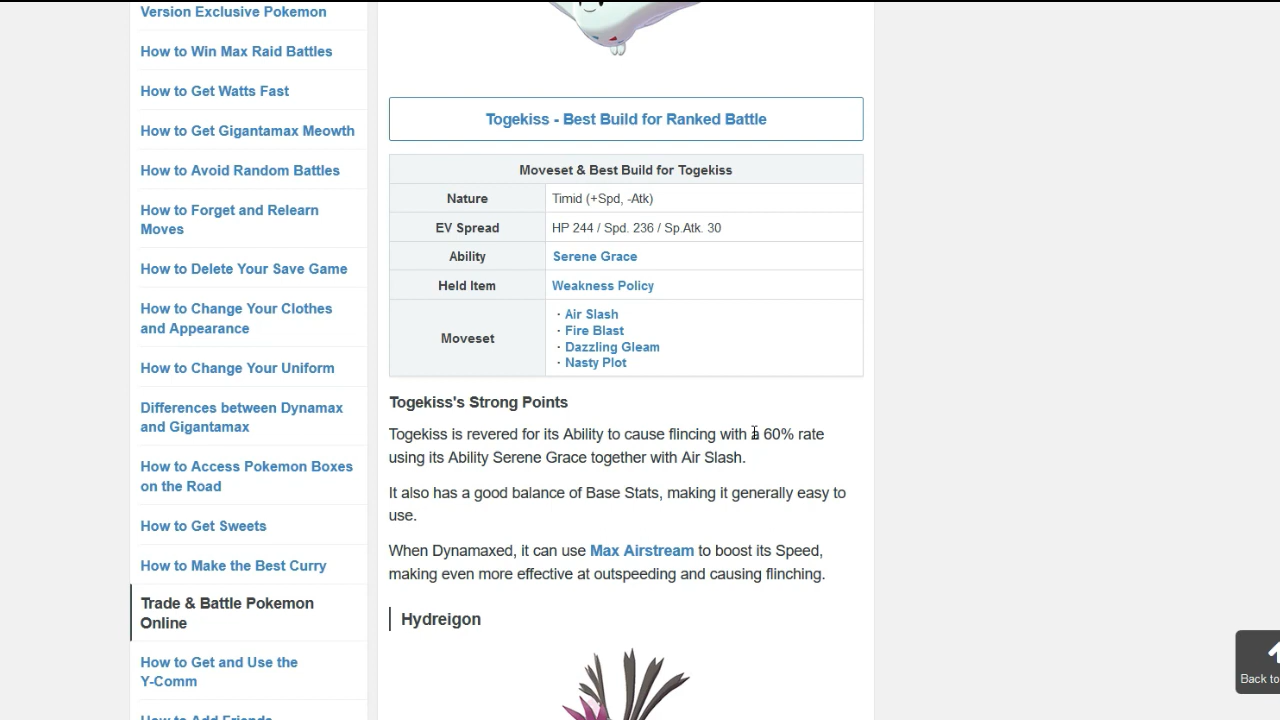 Version Exclusive Pokemon
How to Win Max Raid Battles
How to Get Watts Fast
How to Get Gigantamax Meowth
How to Avoid Random Battles
How to Forget and Relearn
Moves
How to Delete Your Save Game
How to Change Your Clothes
and Appearance
How to Change Your Uniform
Differences between Dynamax
and Gigantamax
How to Access Pokemon Boxes
on the Road
How to Get Sweets
How to Make the Best Curry
Trade & Battle Pokemon
Online
How to Get and Use the
Y-Comm
How to Add Friends
Togekiss - Best Build for Ranked Battle
Moveset & Best Build for Togekiss
Nature Timid (+Spd, -Atk)
EV Spread HP 244 / Spd. 236 / Sp.Atk. 30
Ability Serene Grace
Held Item Weakness Policy
Moveset
・Air Slash
・Fire Blast
・Dazzling Gleam
・Nasty Plot
Togekiss's Strong Points
Togekiss is revered for its Ability to cause flincing with a 60% rate
using its Ability Serene Grace together with Air Slash.
It also has a good balance of Base Stats, making it generally easy to
use.
When Dynamaxed, it can use Max Airstream to boost its Speed,
making even more effective at outspeeding and causing flinching.
Hydreigon
Back to